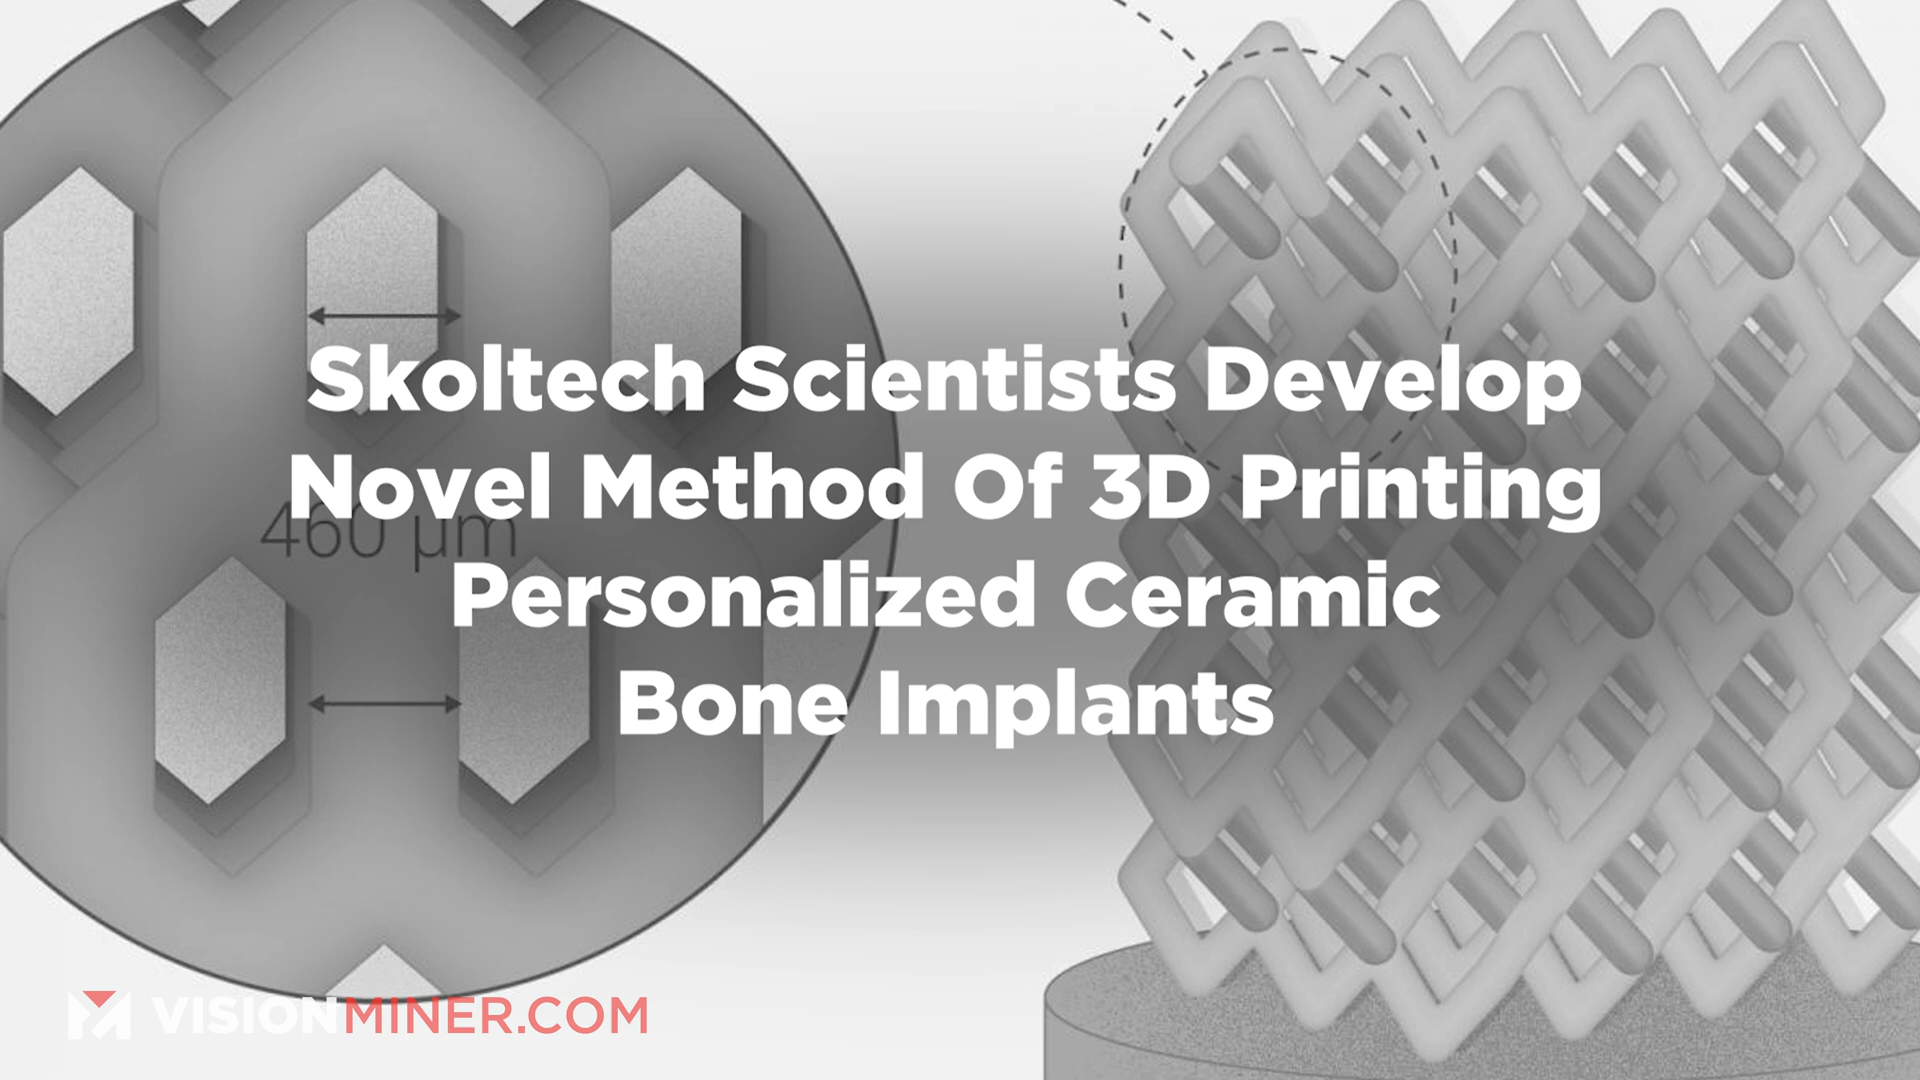 Skoltech Scientists Develop
Novel Method Of 3D Printing
460 µm
Personalized Ceramic
Bone Implants
VISIONMINER.COM